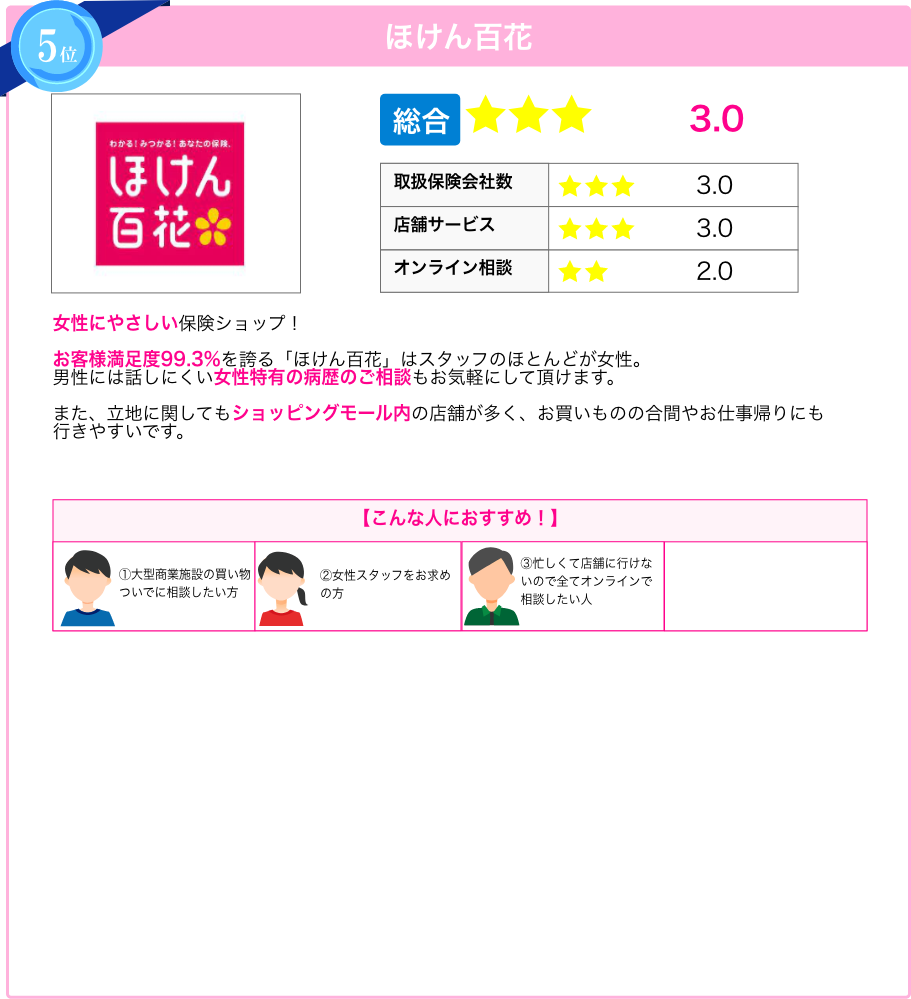 5位
ほけん百花
わかる!みつかる!あなたの保険。
ほけん
百花
総合 ★★★ 3.0
取扱保険会社数 ★★★ 3.0
店舗サービス ★★★ 3.0
オンライン相談 ★★ 2.0
女性にやさしい保険ショップ！
お客様満足度99.3%を誇る「ほけん百花」はスタッフのほとんどが女性。
男性には話しにくい女性特有の病歴のご相談もお気軽にして頂けます。
また、立地に関してもショッピングモール内の店舗が多く、お買いものの合間やお仕事帰りにも
行きやすいです。
【こんな人におすすめ！】
①大型商業施設の買い物
ついでに相談したい方
②女性スタッフをお求め
の方
③忙しくて店舗に行けな
いので全てオンラインで
相談したい人